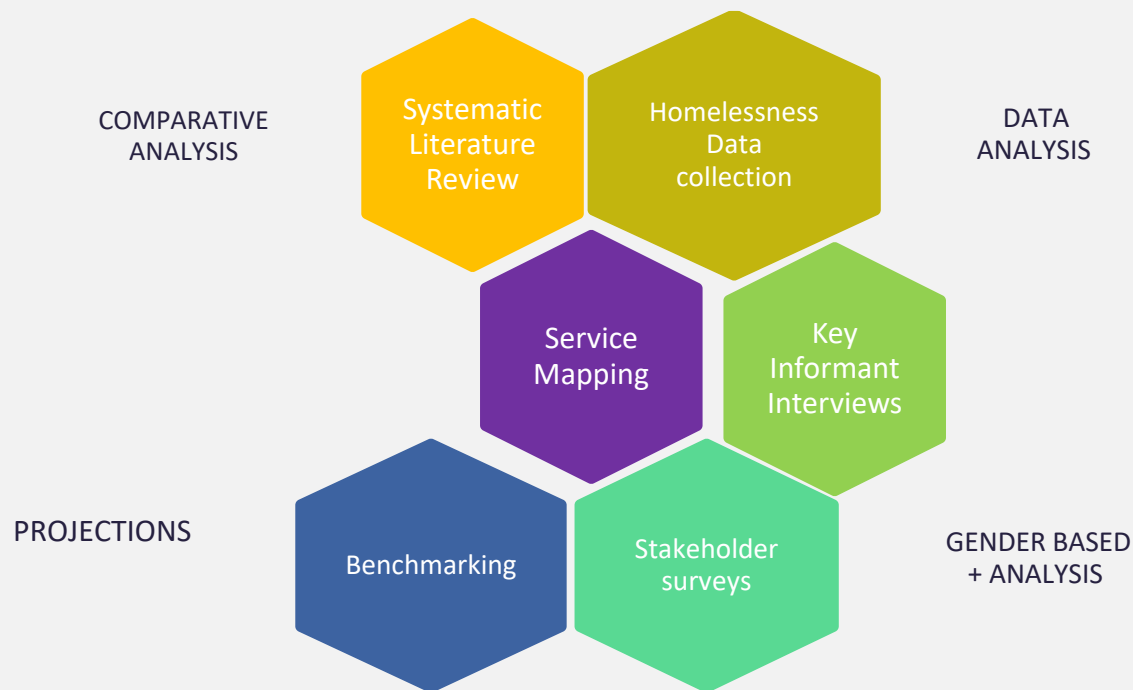 COMPARATIVE
ANALYSIS
Systematic
Literature
Review
Homelessness
Data
collection
DATA
ANALYSIS
Service
Mapping
Key
Informant
Interviews
PROJECTIONS
Benchmarking
Stakeholder
surveys
GENDER BASED
+ ANALYSIS